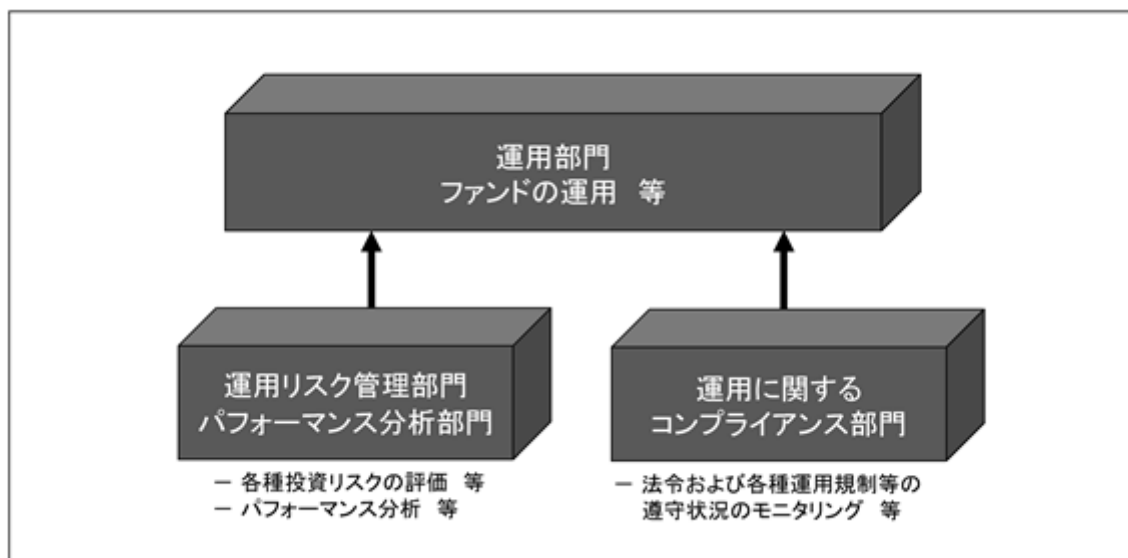 運用部門
ファンドの運用　等
運用リスク管理部門
パフォーマンス分析部門
運用に関する
コンプライアンス部門
－ 各種投資リスクの評価　等
－ パフォーマンス分析　等
－ 法令および各種運用規制等の
遵守状況のモニタリング　等